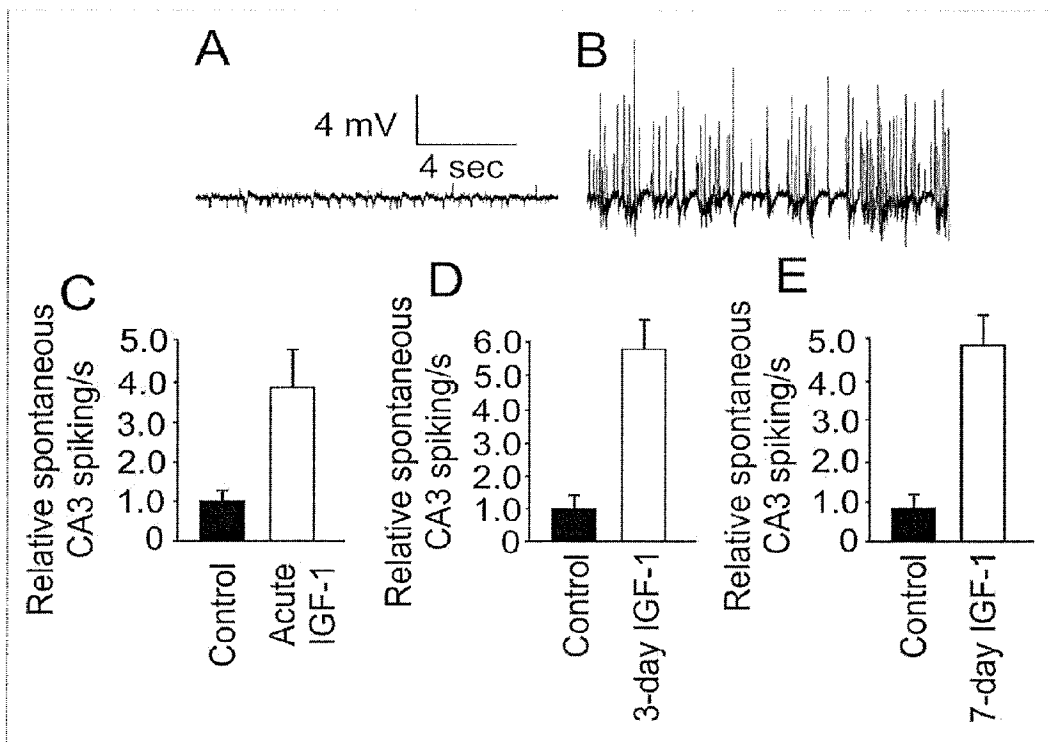 A
B
4 mV
4 sec
C
Relative spontaneous
CA3 spiking/s
5.0
4.0
3.0
2.0
1.0
0
Control
Acute
IGF-1
D
Relative spontaneous
CA3 spiking/s
6.0
5.0
4.0
3.0
2.0
1.0
0
Control
3-day IGF-1
E
Relative spontaneous
CA3 spiking/s
5.0
4.0
3.0
2.0
1.0
0
Control
7-day IGF-1